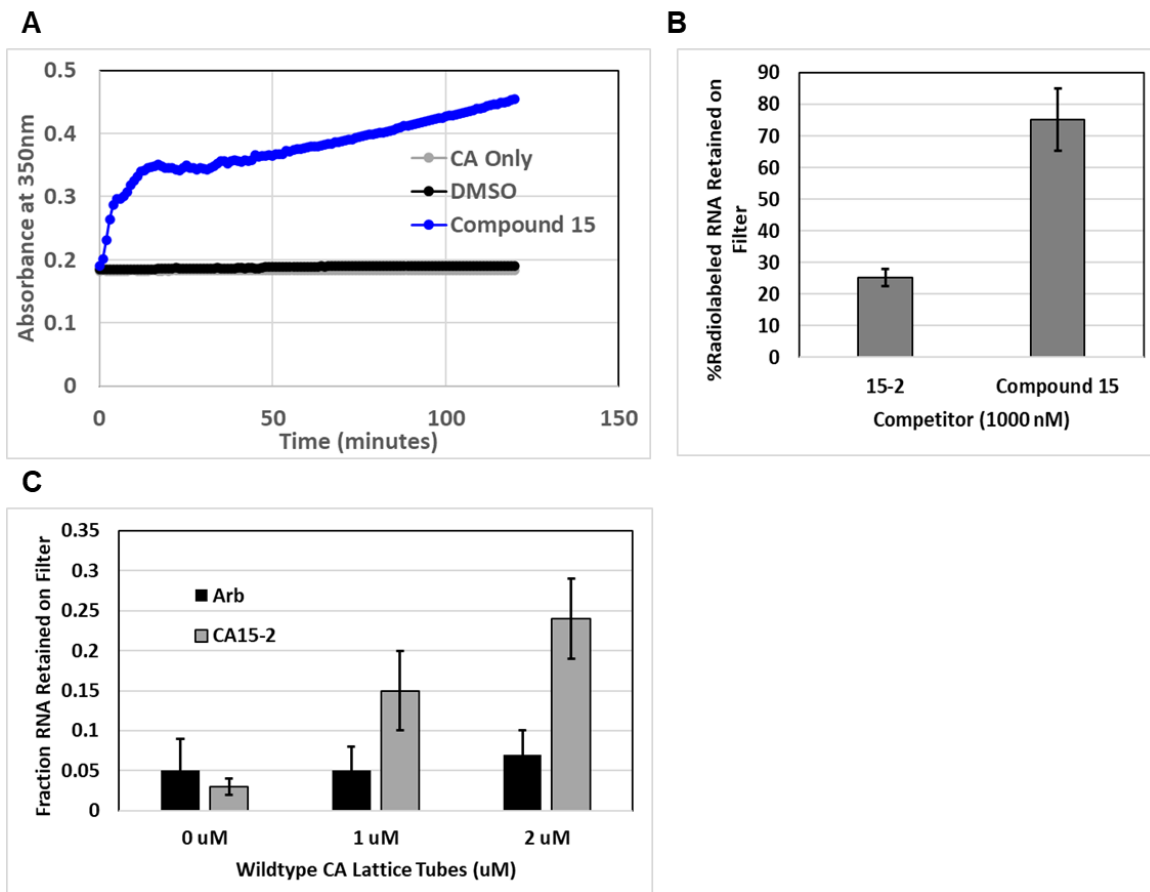 A
0.5
0.4
0.3
0.2
0.1
0
Absorbance at 350nm
CA Only
DMSO
Compound 15
0 50 100 150
Time (minutes)
B
90
80
70
60
50
40
30
20
10
0
%Radiolabeled RNA Retained on
Filter
15-2 Compound 15
Competitor (1000 nM)
C
0.35
0.3
0.25
0.2
0.15
0.1
0.05
0
Fraction RNA Retained on Filter
Arb
CA15-2
0 uM 1 uM 2 uM
Wildtype CA Lattice Tubes (uM)